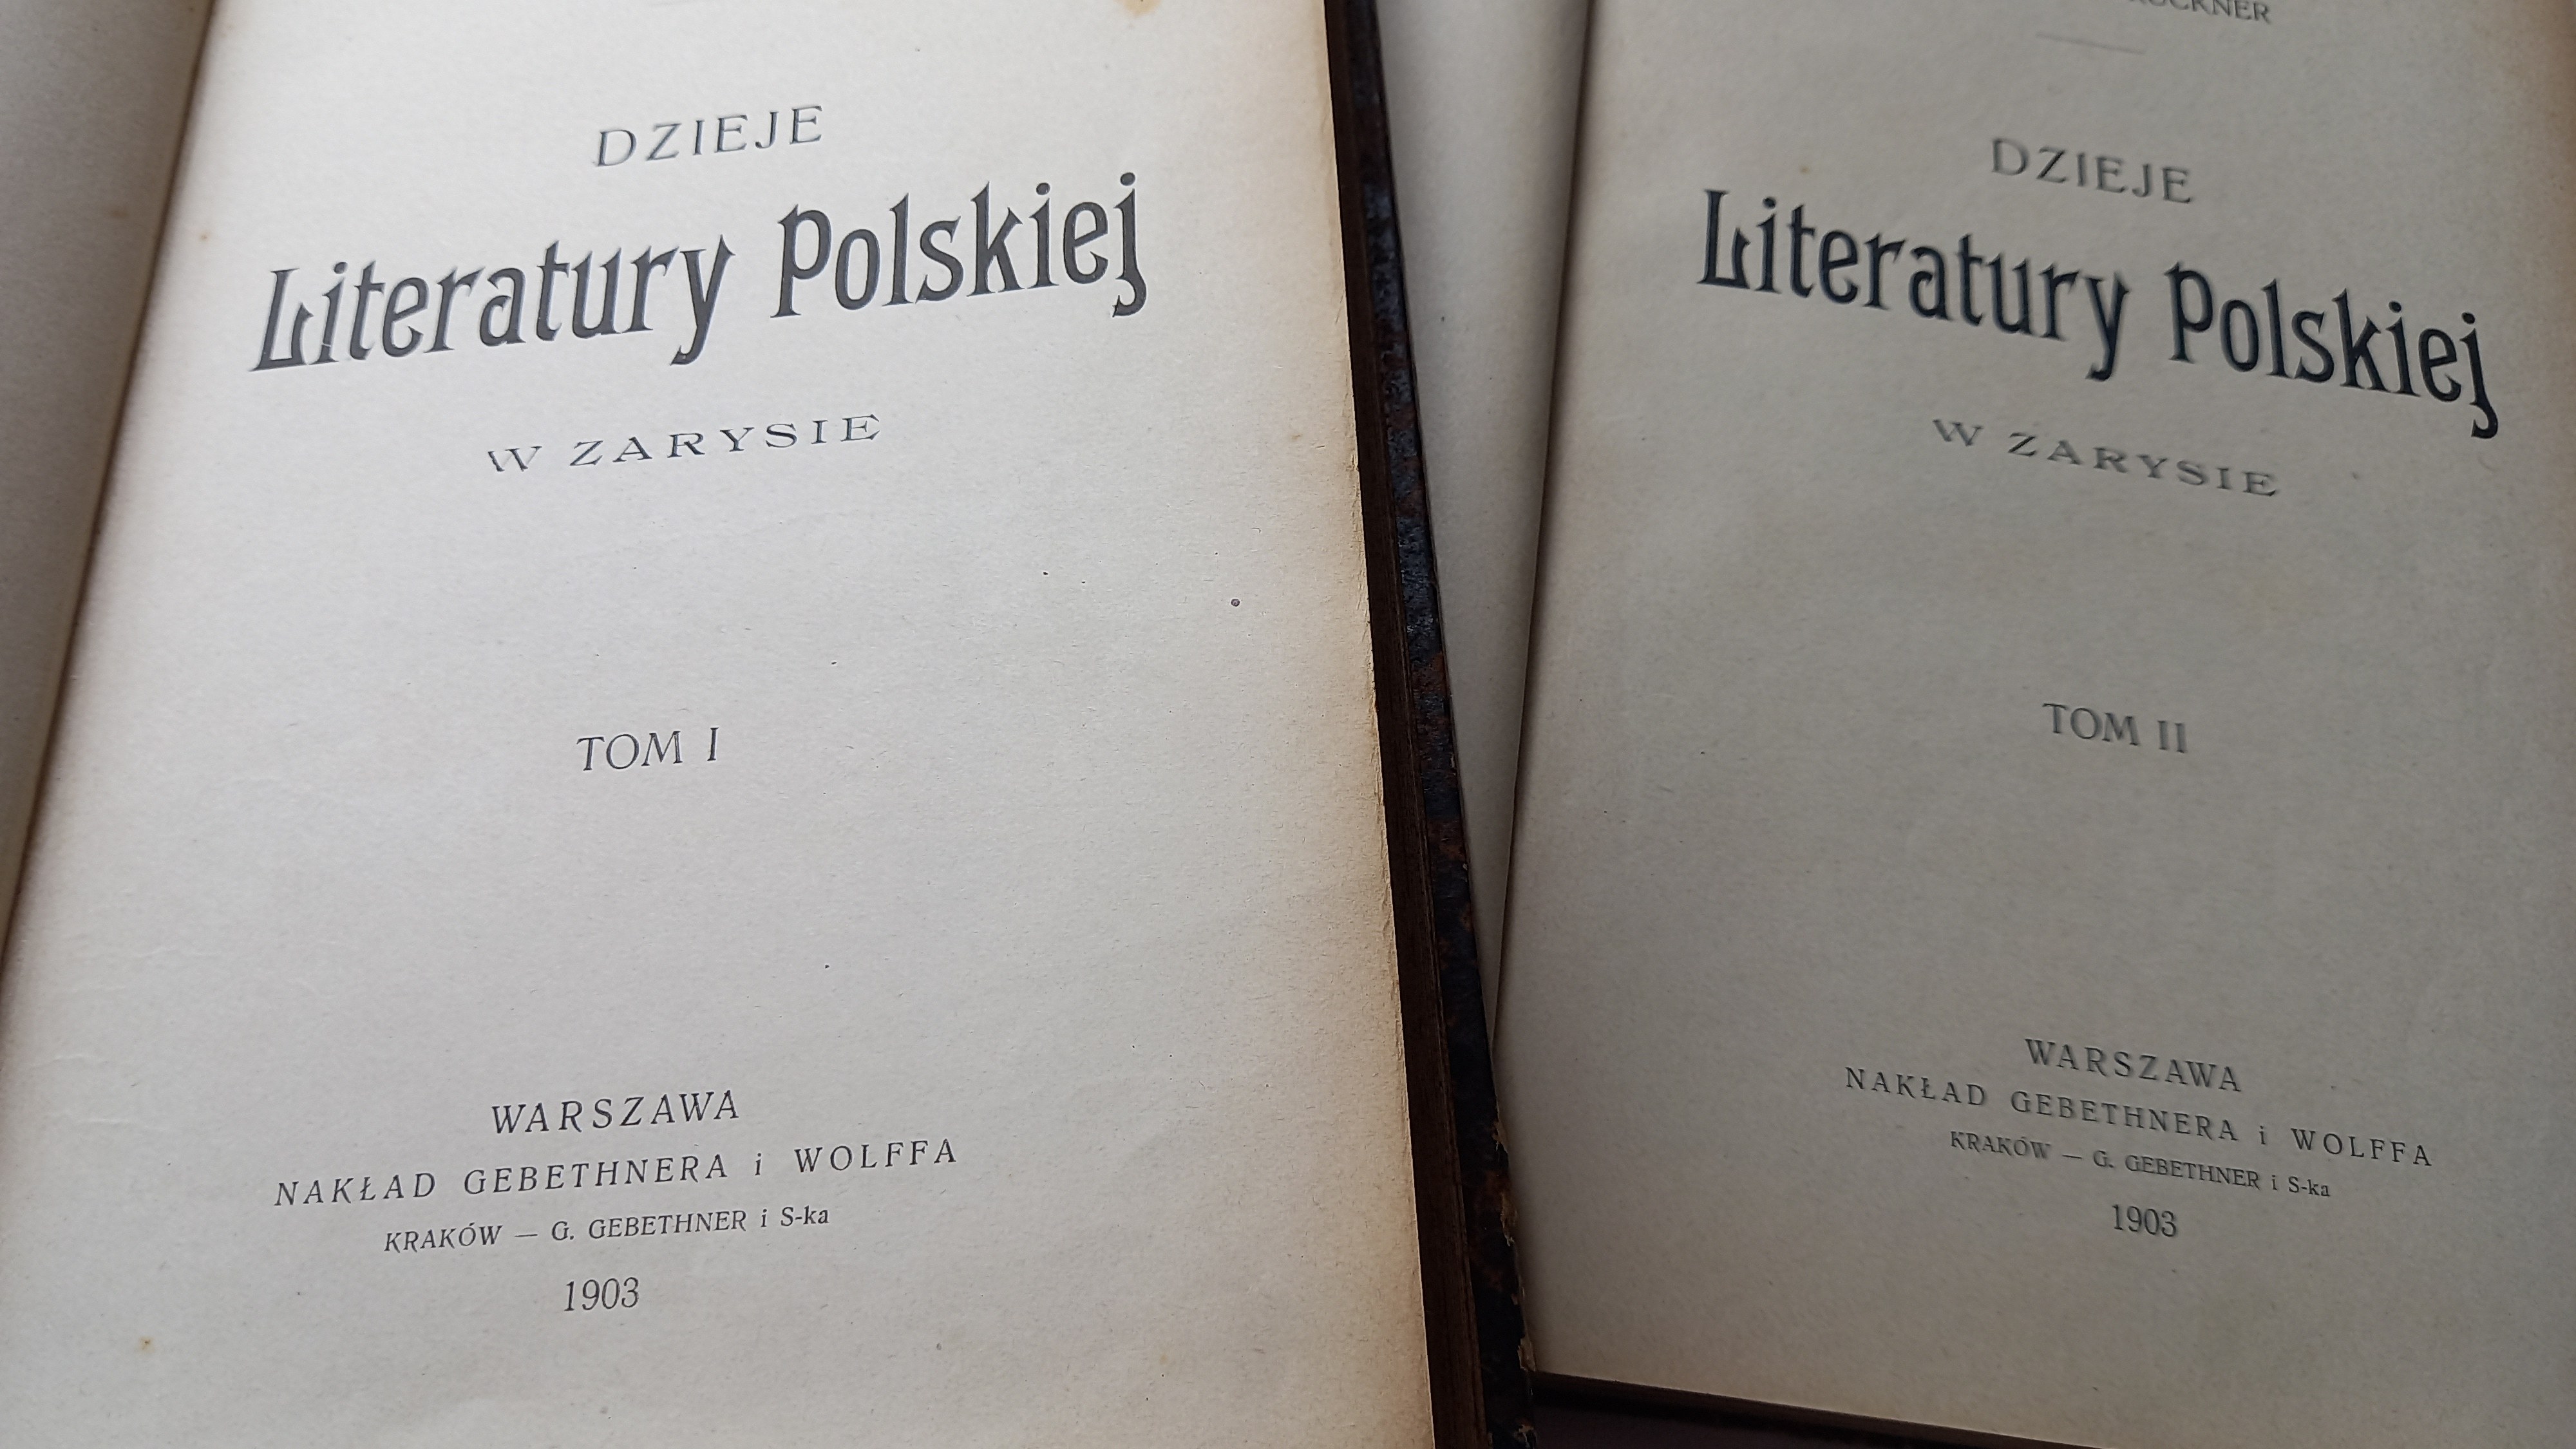 DZIEJE
Literatury Polskiej
W ZARYSIE
TOM I
WARSZAWA
NAKŁAD GEBETHNERA i WOLFFA
KRAKÓW — G. GEBETHNER i S-ka
1903
DZIEJE
Literatury Polskiej
W ZARYSIE
TOM II
WARSZAWA
NAKŁAD GEBETHNERA i WOLFFA
KRAKÓW — G. GEBETHNER i S-ka
1903